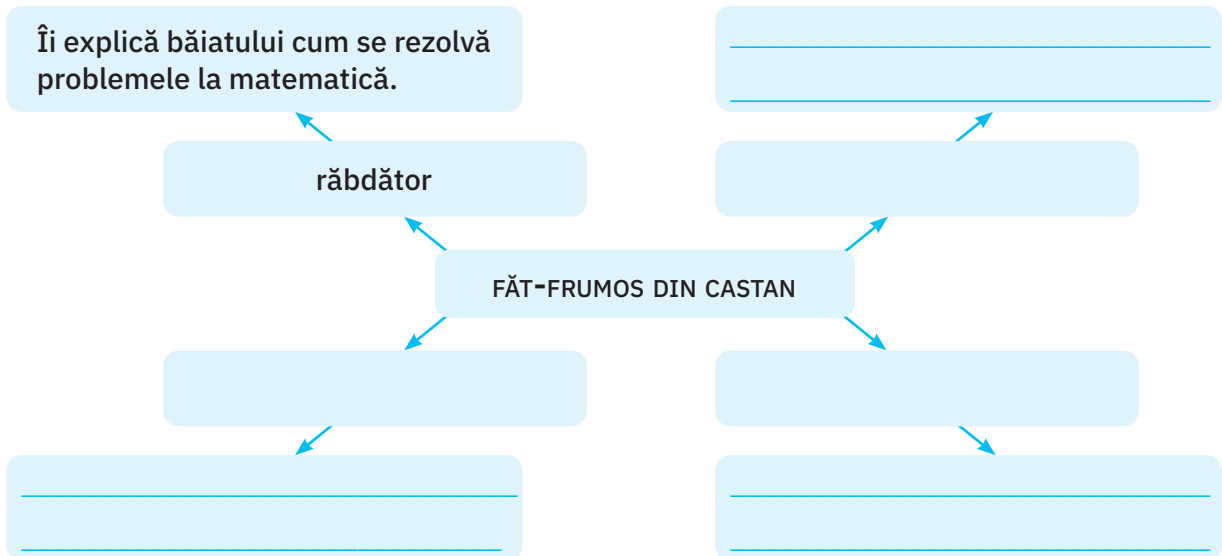 Îi explică băiatului cum se rezolvă
problemele la matematică.
răbdător
FĂT-FRUMOS DIN CASTAN